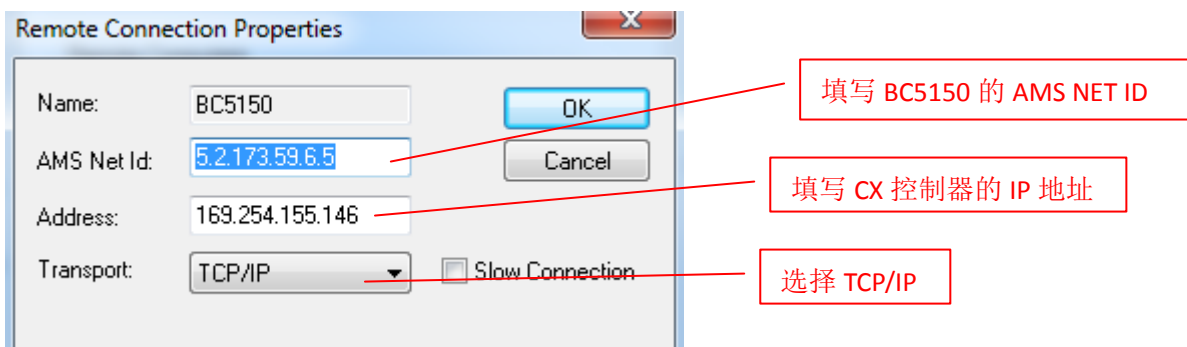 Remote Connection Properties
X
Name:
BC5150
OK
填写 BC5150 的 AMS NET ID
AMS Net Id:
5.2.173.59.6.5
Cancel
填写 CX 控制器的 IP 地址
Address:
169.254.155.146
Transport:
TCP/IP
Slow Connection
选择 TCP/IP